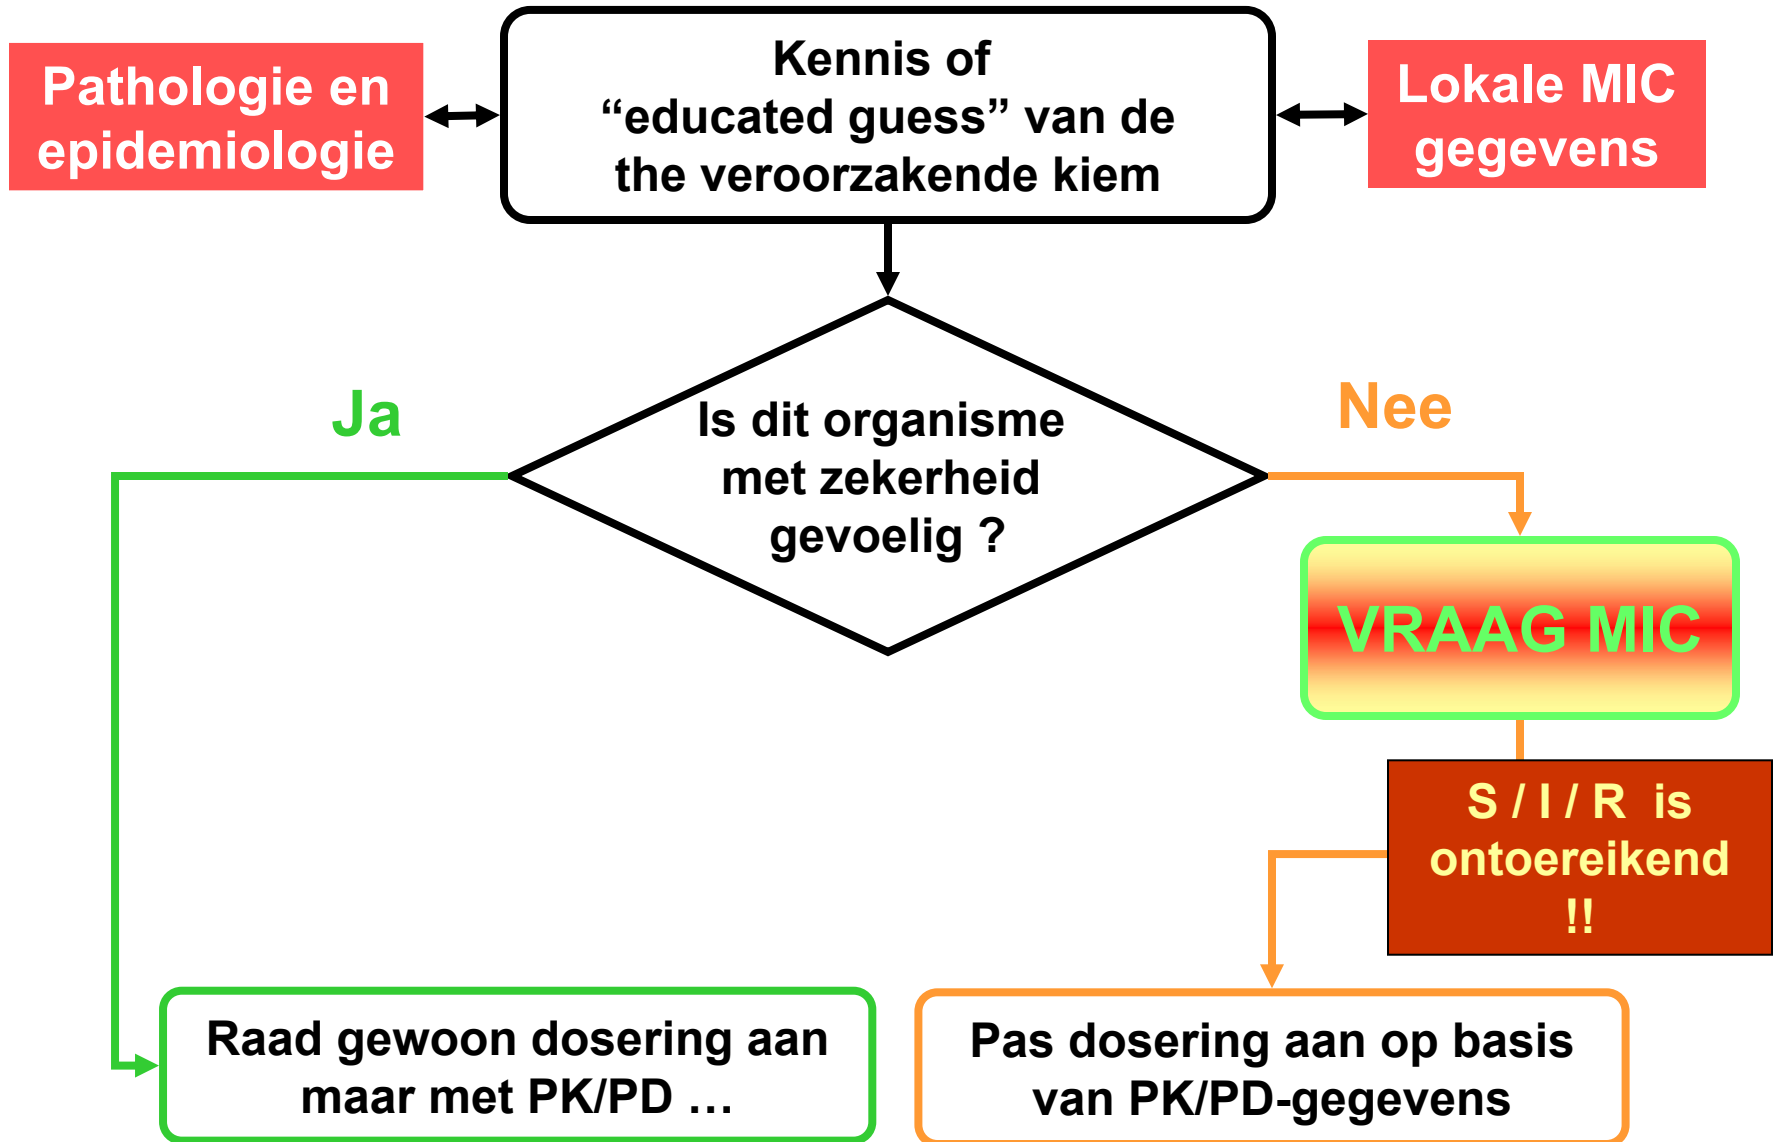 Pathologie en
epidemiologie
Kennis of
“educated guess” van de
the veroorzakende kiem
Lokale MIC
gegevens
Ja
Is dit organisme
met zekerheid
gevoelig ?
Nee
VRAAG MIC
S / I / R is
ontoereikend
!!
Raad gewoon dosering aan
maar met PK/PD …
Pas dosering aan op basis
van PK/PD-gegevens